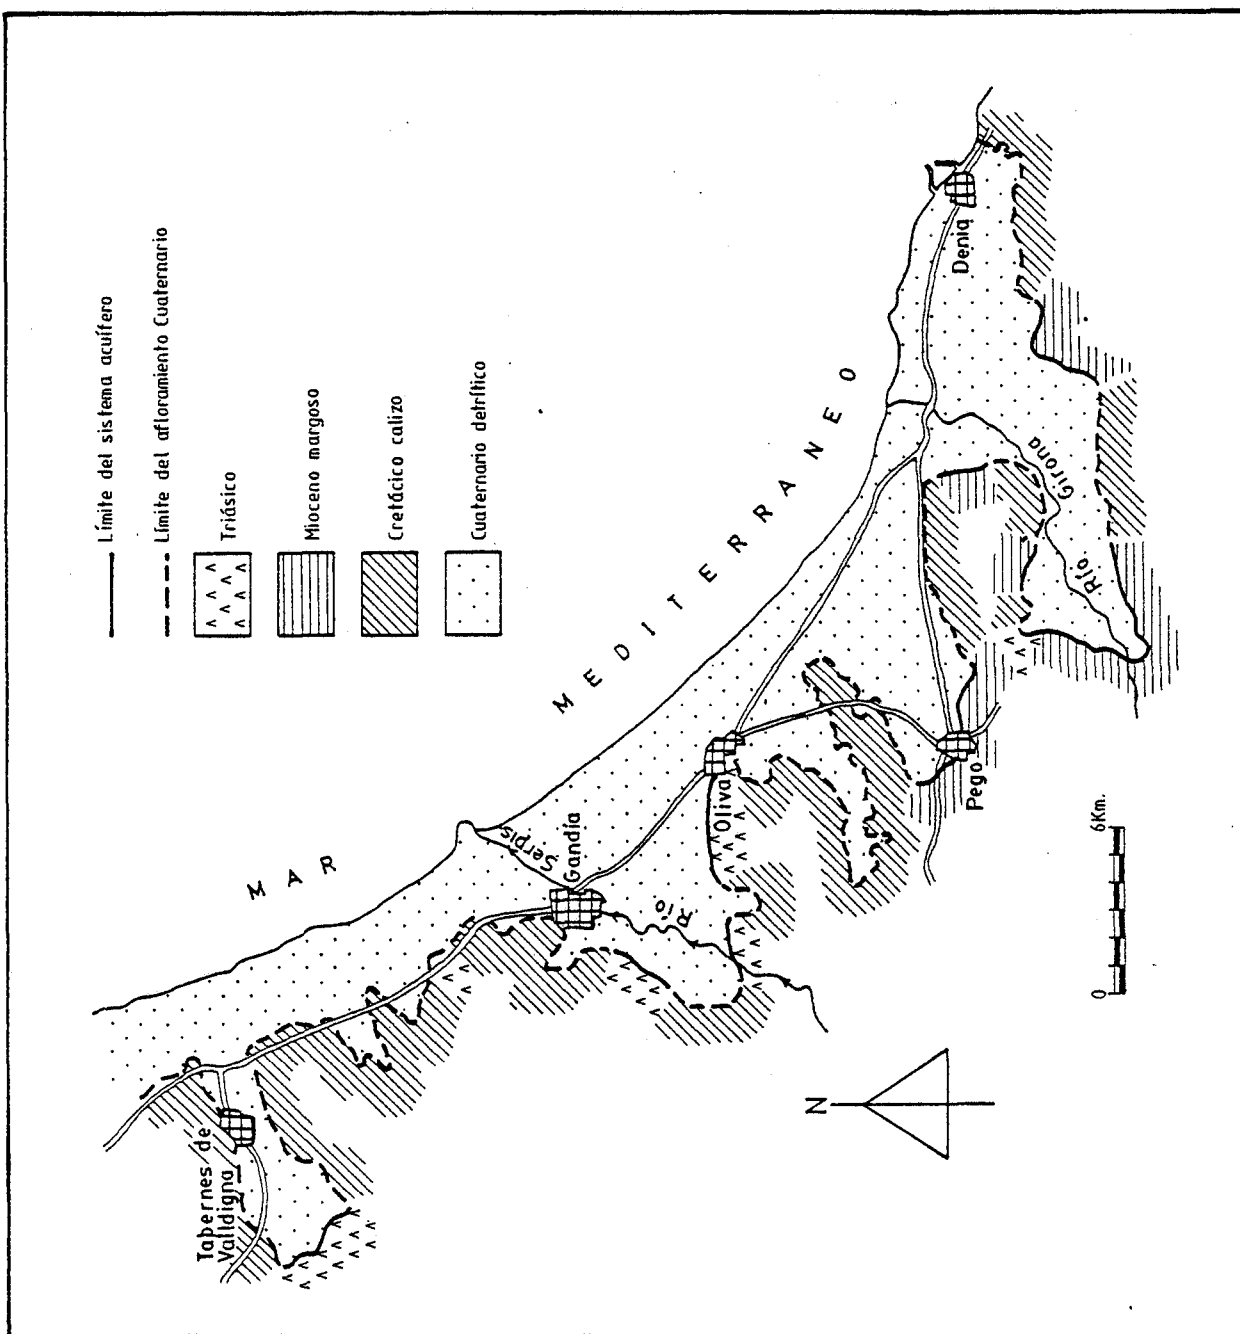 Límite del sistema acuífero
Límite del afloramiento Cuaternario
Triásico
Mioceno margoso
Cretácico calizo
Cuaternario detrítico
MAR
MEDITERRANEO
Tabernes de
Valldigna
Serpis
Gandía
Río
Oliva
Pego
Río
Girona
Denia
N
0
6Km.